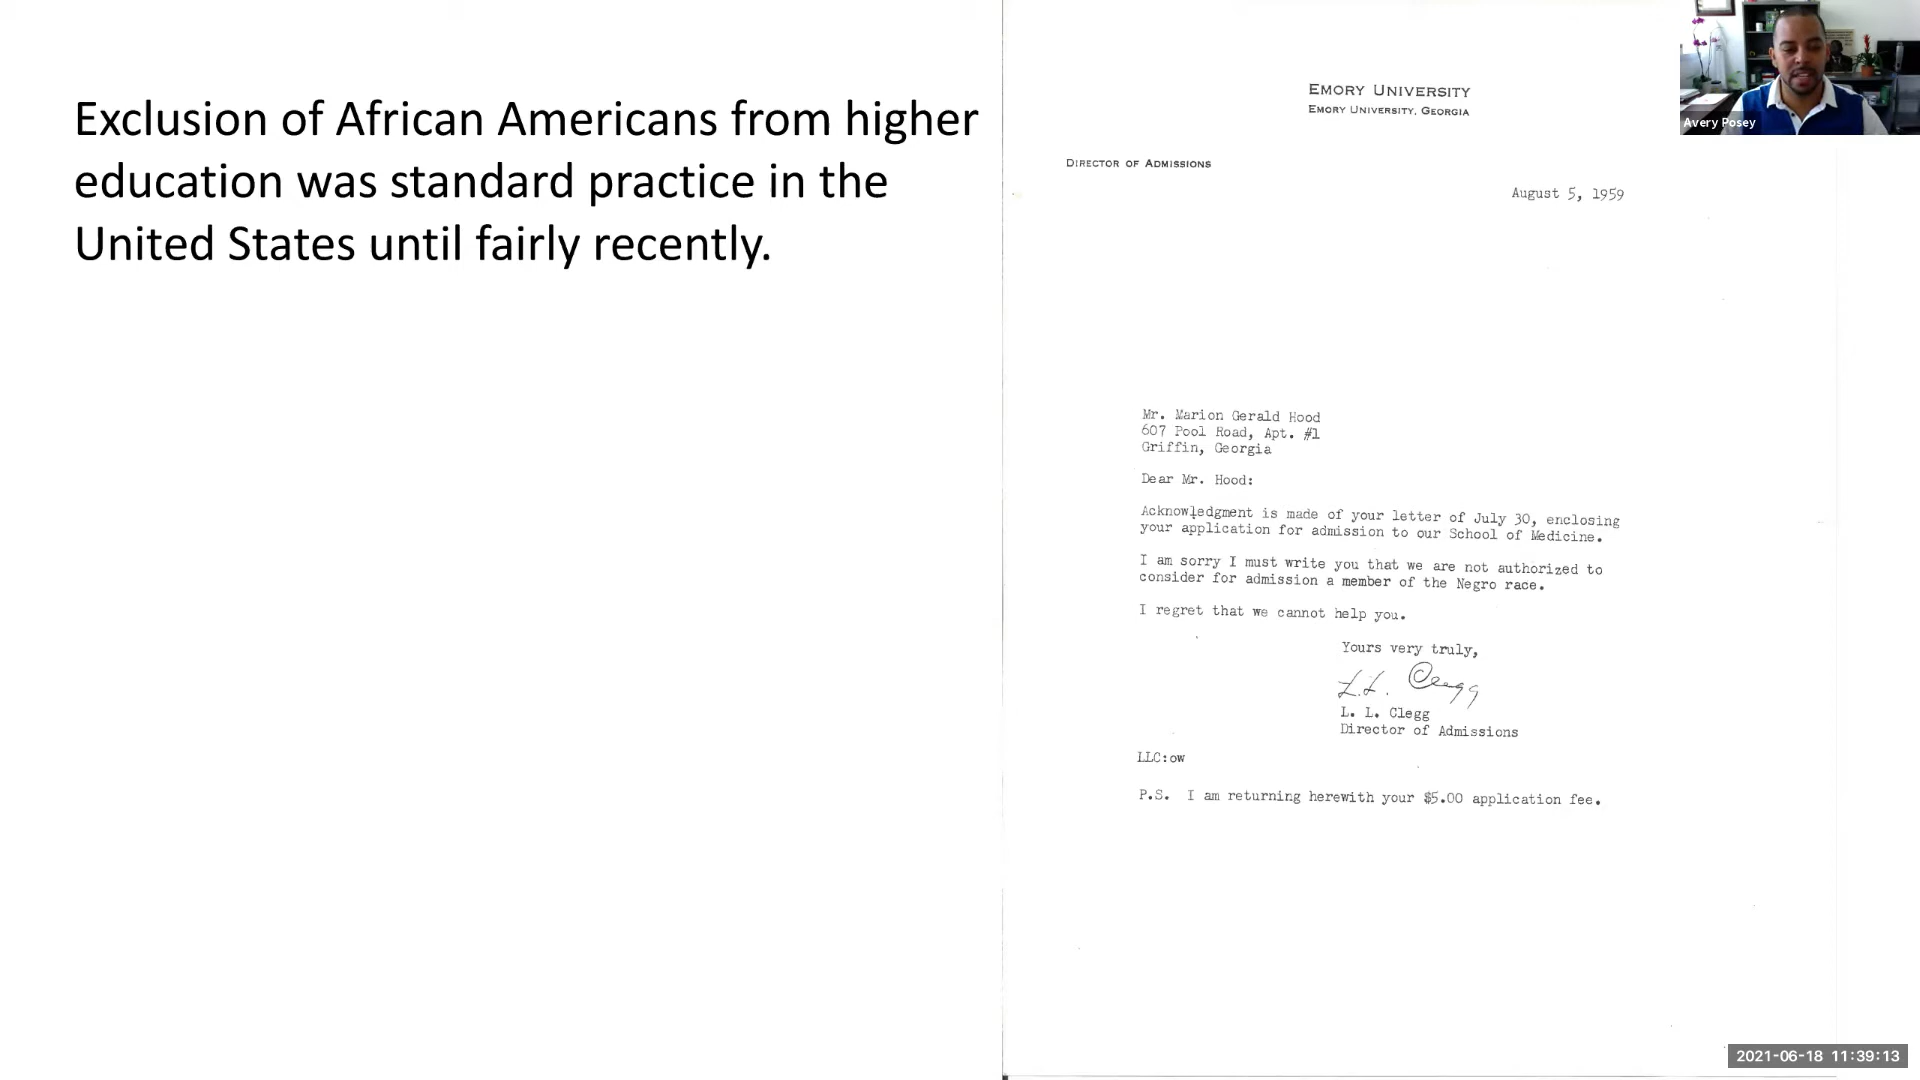 Exclusion of African Americans from higher
education was standard practice in the
United States until fairly recently.
EMORY UNIVERSITY
EMORY UNIVERSITY, GEORGIA
DIRECTOR OF ADMISSIONS
August 5, 1959
Mr. Marion Gerald Hood
607 Pool Road, Apt. #1
Griffin, Georgia
Dear Mr. Hood:
Acknowledgment is made of your letter of July 30, enclosing
your application for admission to our School of Medicine.
I am sorry I must write you that we are not authorized to
consider for admission a member of the Negro race.
I regret that we cannot help you.
Yours very truly,
L.L. Clegg
L. L. Clegg
Director of Admissions
LLC:ow
P.S. I am returning herewith your $5.00 application fee.
Avery Posey
2021-06-18 11:39:13